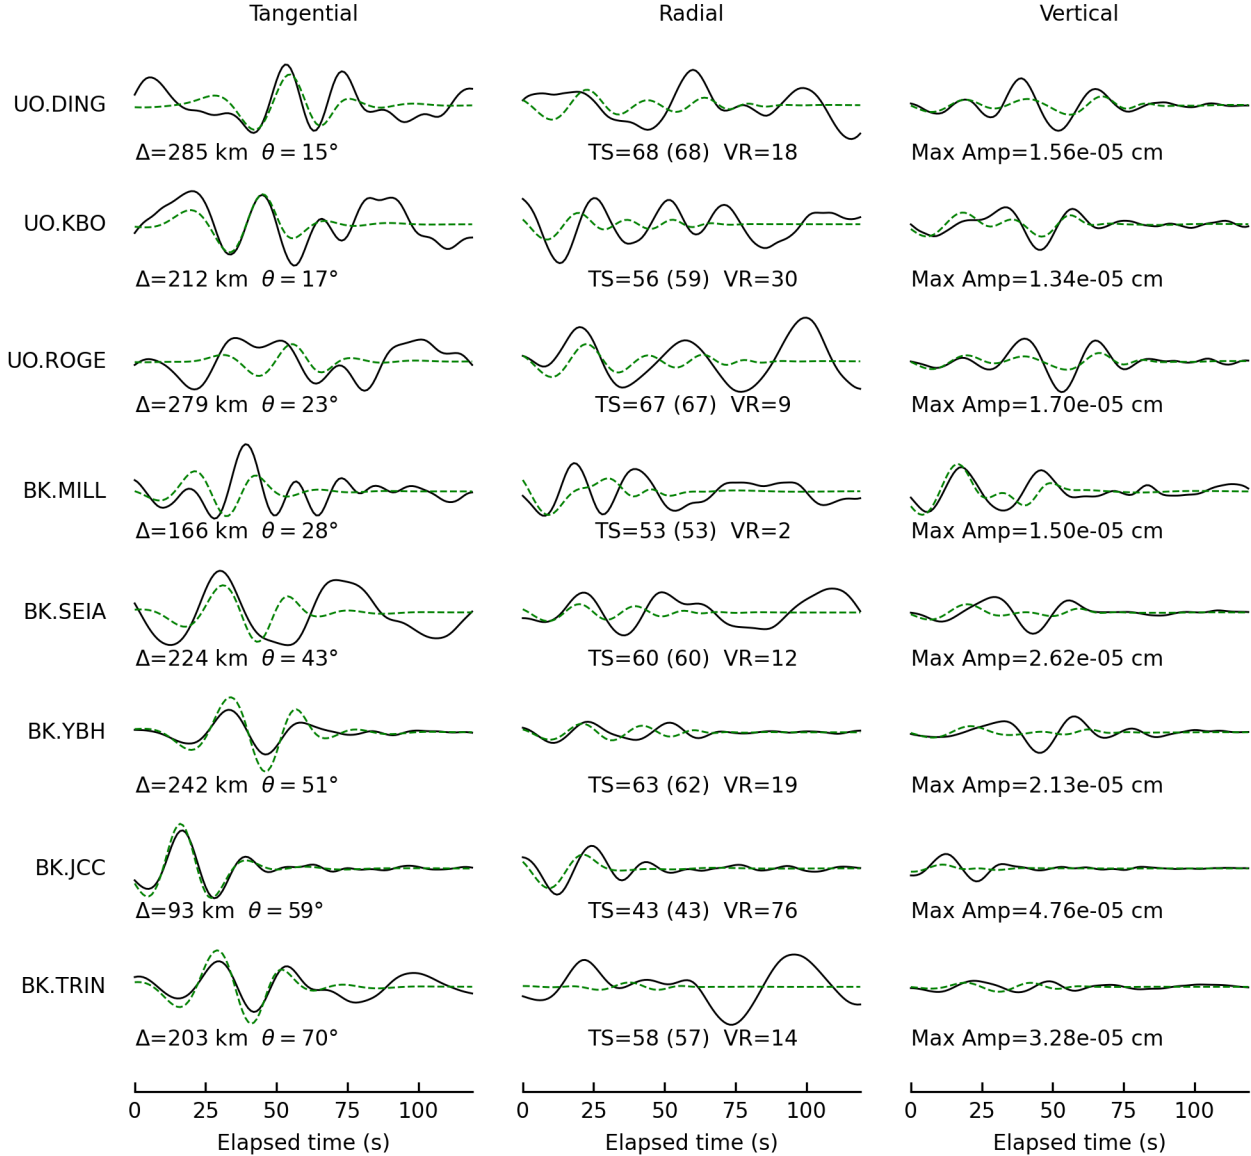 Tangential Radial Vertical
UO.DING
Δ=285 km θ = 15° TS=68 (68) VR=18 Max Amp=1.56e-05 cm
UO.KBO
Δ=212 km θ = 17° TS=56 (59) VR=30 Max Amp=1.34e-05 cm
UO.ROGE
Δ=279 km θ = 23° TS=67 (67) VR=9 Max Amp=1.70e-05 cm
BK.MILL
Δ=166 km θ = 28° TS=53 (53) VR=2 Max Amp=1.50e-05 cm
BK.SEIA
Δ=224 km θ = 43° TS=60 (60) VR=12 Max Amp=2.62e-05 cm
BK.YBH
Δ=242 km θ = 51° TS=63 (62) VR=19 Max Amp=2.13e-05 cm
BK.JCC
Δ=93 km θ = 59° TS=43 (43) VR=76 Max Amp=4.76e-05 cm
BK.TRIN
Δ=203 km θ = 70° TS=58 (57) VR=14 Max Amp=3.28e-05 cm
0 25 50 75 100 0 25 50 75 100 0 25 50 75 100
Elapsed time (s) Elapsed time (s) Elapsed time (s)